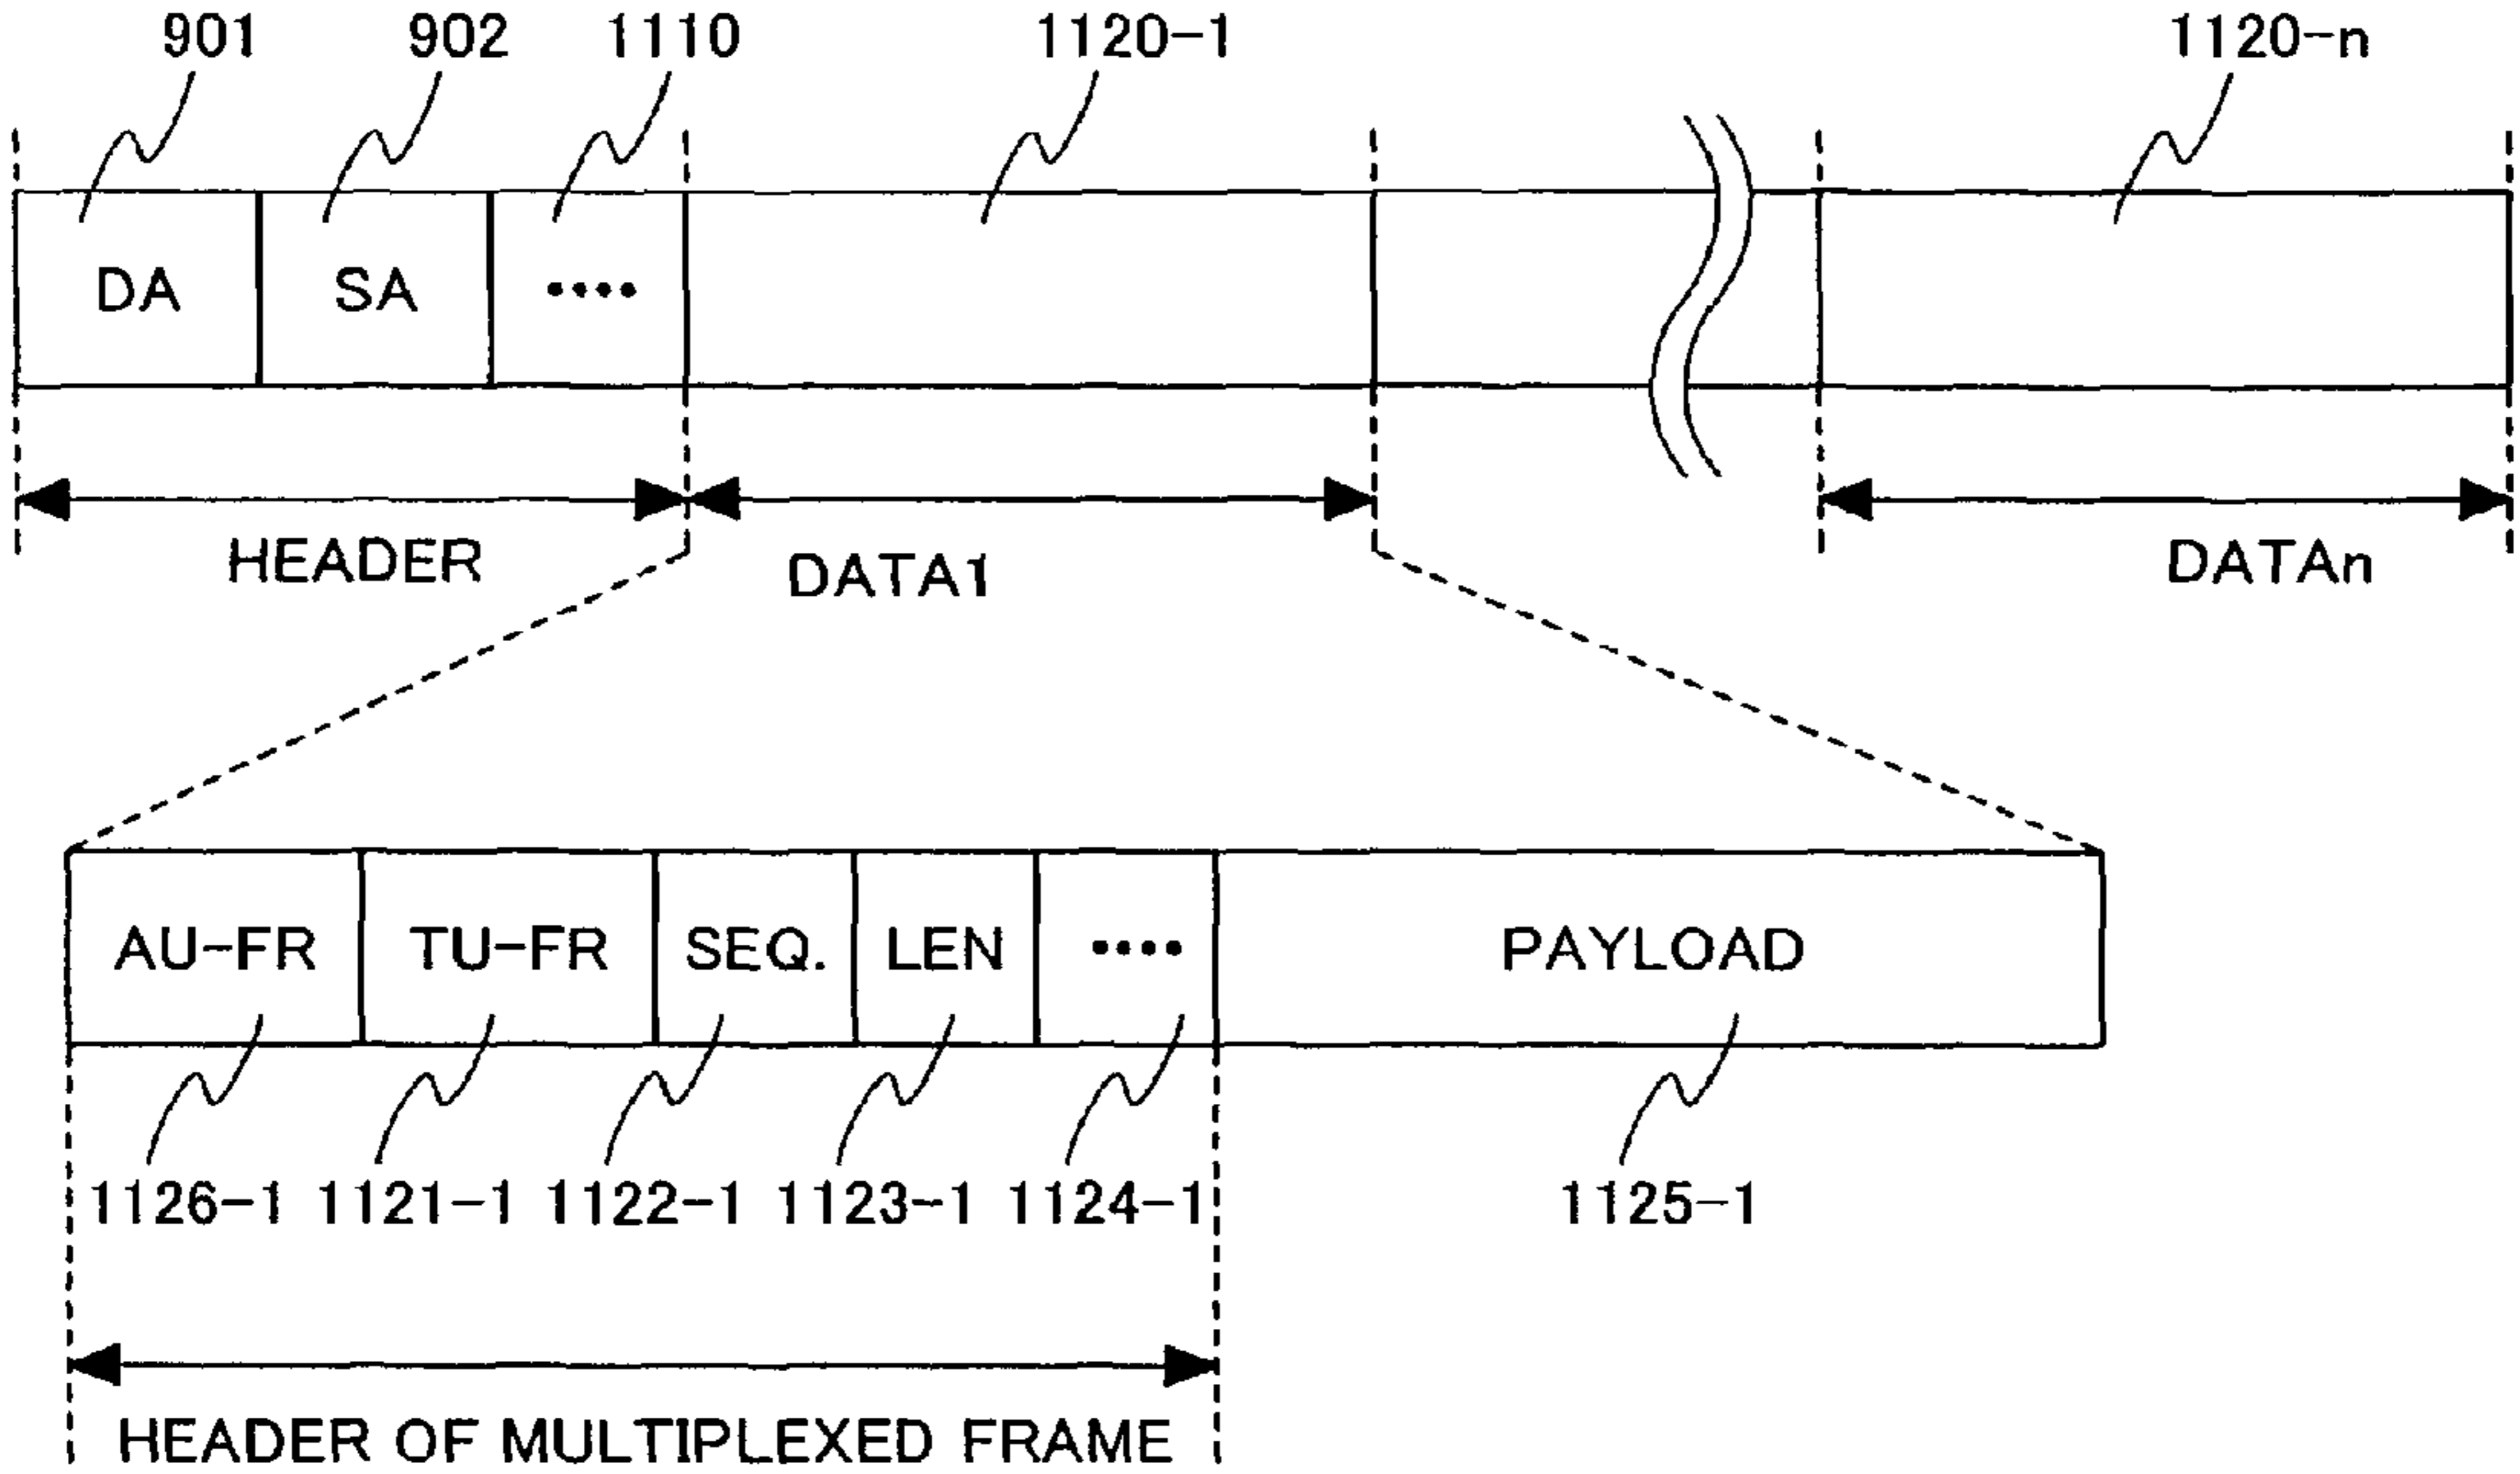 901 902 1110 1120-1 1120-n
DA SA ••••
HEADER DATA1 DATAn
AU-FR TU-FR SEQ. LEN •••• PAYLOAD
1126-1 1121-1 1122-1 1123-1 1124-1 1125-1
HEADER OF MULTIPLEXED FRAME